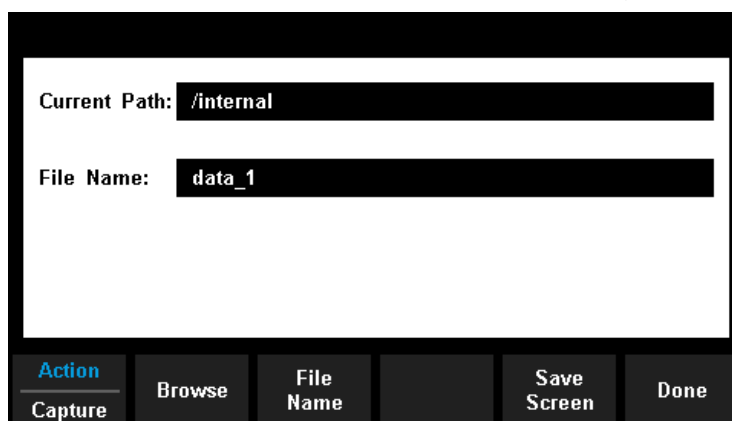 Current Path: /internal
File Name: data_1
Action
Capture
Browse
File
Name
Save
Screen
Done